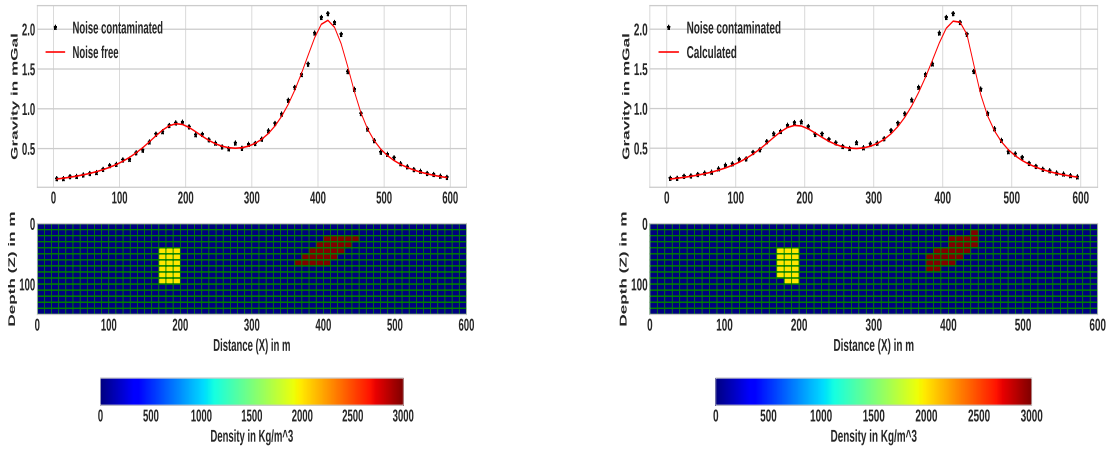 Gravity in mGal
2.0
1.5
1.0
0.5
Noise contaminated
Noise free
0 100 200 300 400 500 600
Depth (Z) in m
0
100
0 100 200 300 400 500 600
Distance (X) in m
0 500 1000 1500 2000 2500 3000
Density in Kg/m^3
Gravity in mGal
2.0
1.5
1.0
0.5
Noise contaminated
Calculated
0 100 200 300 400 500 600
Depth (Z) in m
0
100
0 100 200 300 400 500 600
Distance (X) in m
0 500 1000 1500 2000 2500 3000
Density in Kg/m^3